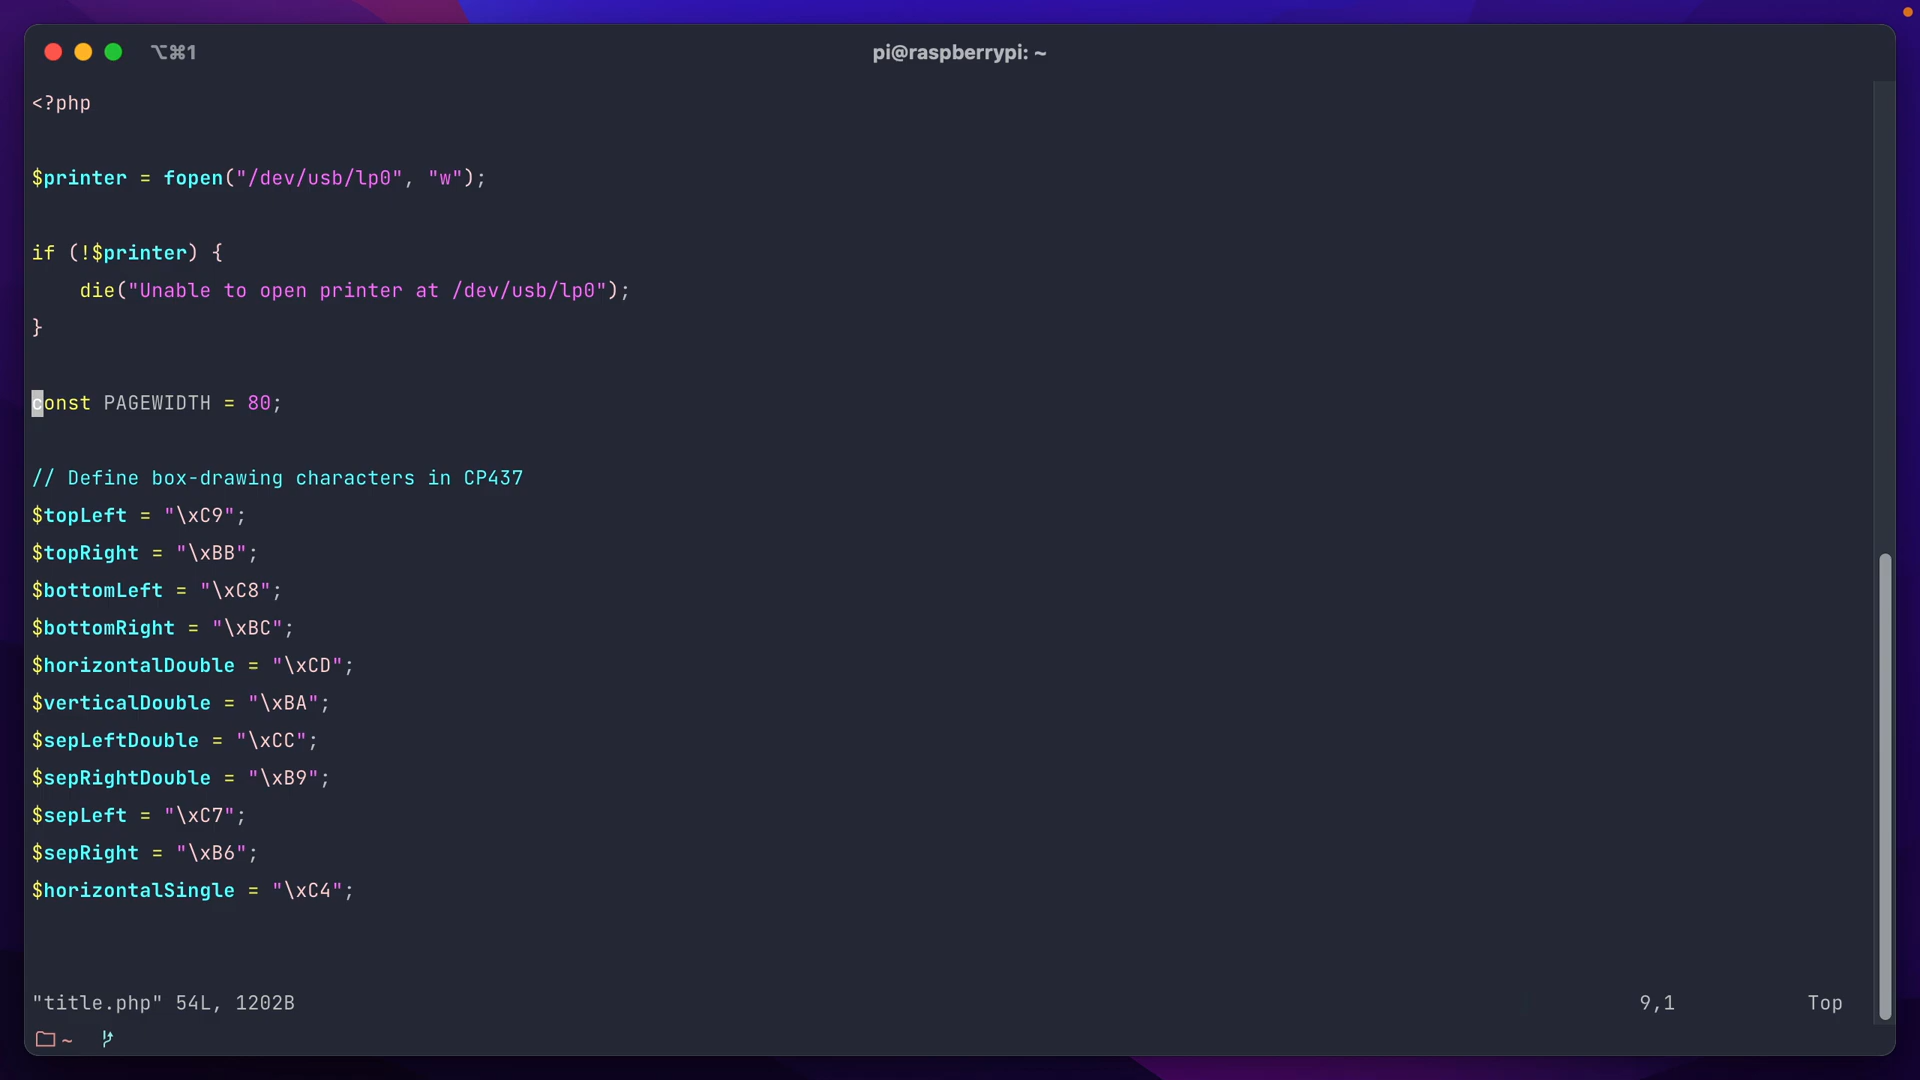 ⌥⌘1
pi@raspberrypi: ~
<?php
$printer = fopen("/dev/usb/lp0", "w");
if (!$printer) {
    die("Unable to open printer at /dev/usb/lp0");
}
const PAGEWIDTH = 80;
// Define box-drawing characters in CP437
$topLeft = "\xC9";
$topRight = "\xBB";
$bottomLeft = "\xC8";
$bottomRight = "\xBC";
$horizontalDouble = "\xCD";
$verticalDouble = "\xBA";
$sepLeftDouble = "\xCC";
$sepRightDouble = "\xB9";
$sepLeft = "\xC7";
$sepRight = "\xB6";
$horizontalSingle = "\xC4";
"title.php" 54L, 1202B 9,1 Top
~